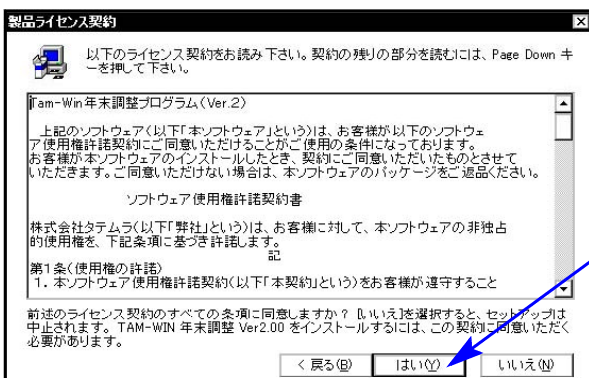 製品ライセンス契約
以下のライセンス契約をお読み下さい。契約の残りの部分を読むには、Page Down キ
ーを押して下さい。
Tam-Win年末調整プログラム(Ver.2)
上記のソフトウェア(以下「本ソフトウェア」という)は、お客様が以下のソフトウェ
ア使用権許諾契約にご同意いただけることがご使用の条件になっております。
お客様が本ソフトウェアのインストールしたとき、契約にご同意いただいたものとさせて
いただきます。ご同意いただけない場合は、本ソフトウェアのパッケージをご返品ください。
ソフトウェア使用権許諾契約書
株式会社タテムラ(以下「弊社」という)は、お客様に対して、本ソフトウェアの非独占
的使用権を、下記条項に基づき許諾します。
記
第1条(使用権の許諾)
1. 本ソフトウェア使用権許諾契約(以下「本契約」という)をお客様が遵守すること
前述のライセンス契約のすべての条項に同意しますか? [いいえ]を選択すると、セットアップは
中止されます。TAM-WIN 年末調整 Ver2.00 をインストールするには、この契約に同意いただく
必要があります。
< 戻る(B) はい(Y) いいえ(N)